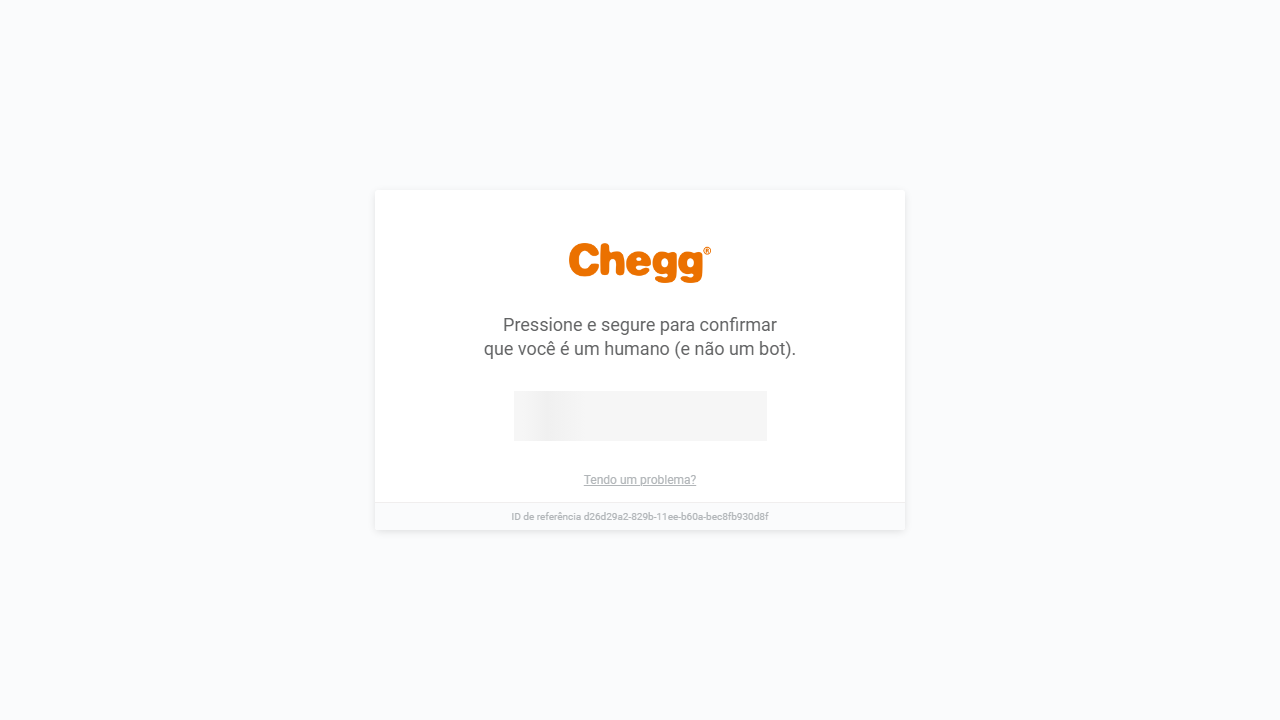 Chegg®
Pressione e segure para confirmar
que você é um humano (e não um bot).
Tendo um problema?
ID de referência d26d29a2-829b-11ee-b60a-bec8fb930d8f